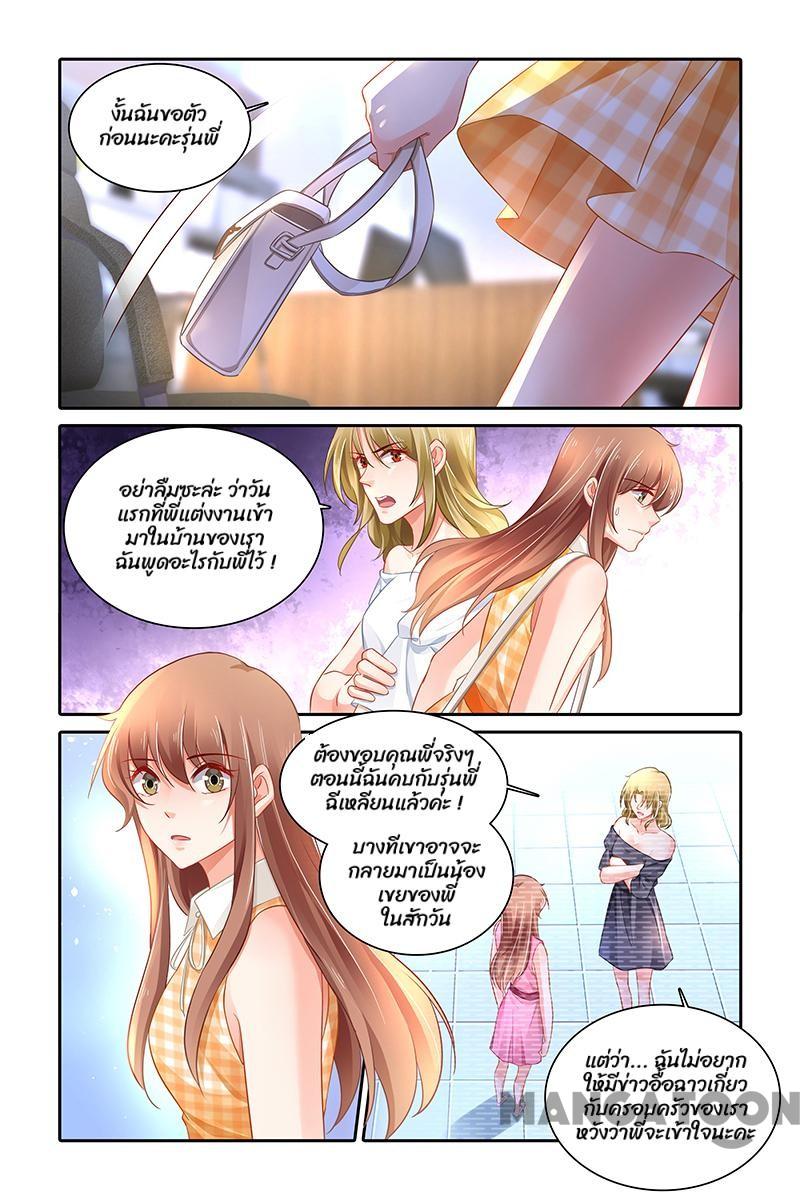 งั้นฉันขอตัว
ก่อนนะคะรุ่นพี่
อย่าลืมซะล่ะ ว่าวัน
แรกที่พี่แต่งงานเข้า
มาในบ้านของเรา
ฉันพูดอะไรกับพี่ไว้ !
ต้องขอบคุณพี่จริงๆ
ตอนนี้ฉันคบกับรุ่นพี่
ฉีเหลียนแล้วค่ะ !
บางทีเขาอาจจะ
กลายมาเป็นน้อง
เขยของพี่
ในสักวัน
แต่ว่า... ฉันไม่อยาก
ให้มีข่าวอื้อฉาวเกี่ยว
กับครอบครัวของเรา
หวังว่าพี่จะเข้าใจนะคะ
MANGATOON